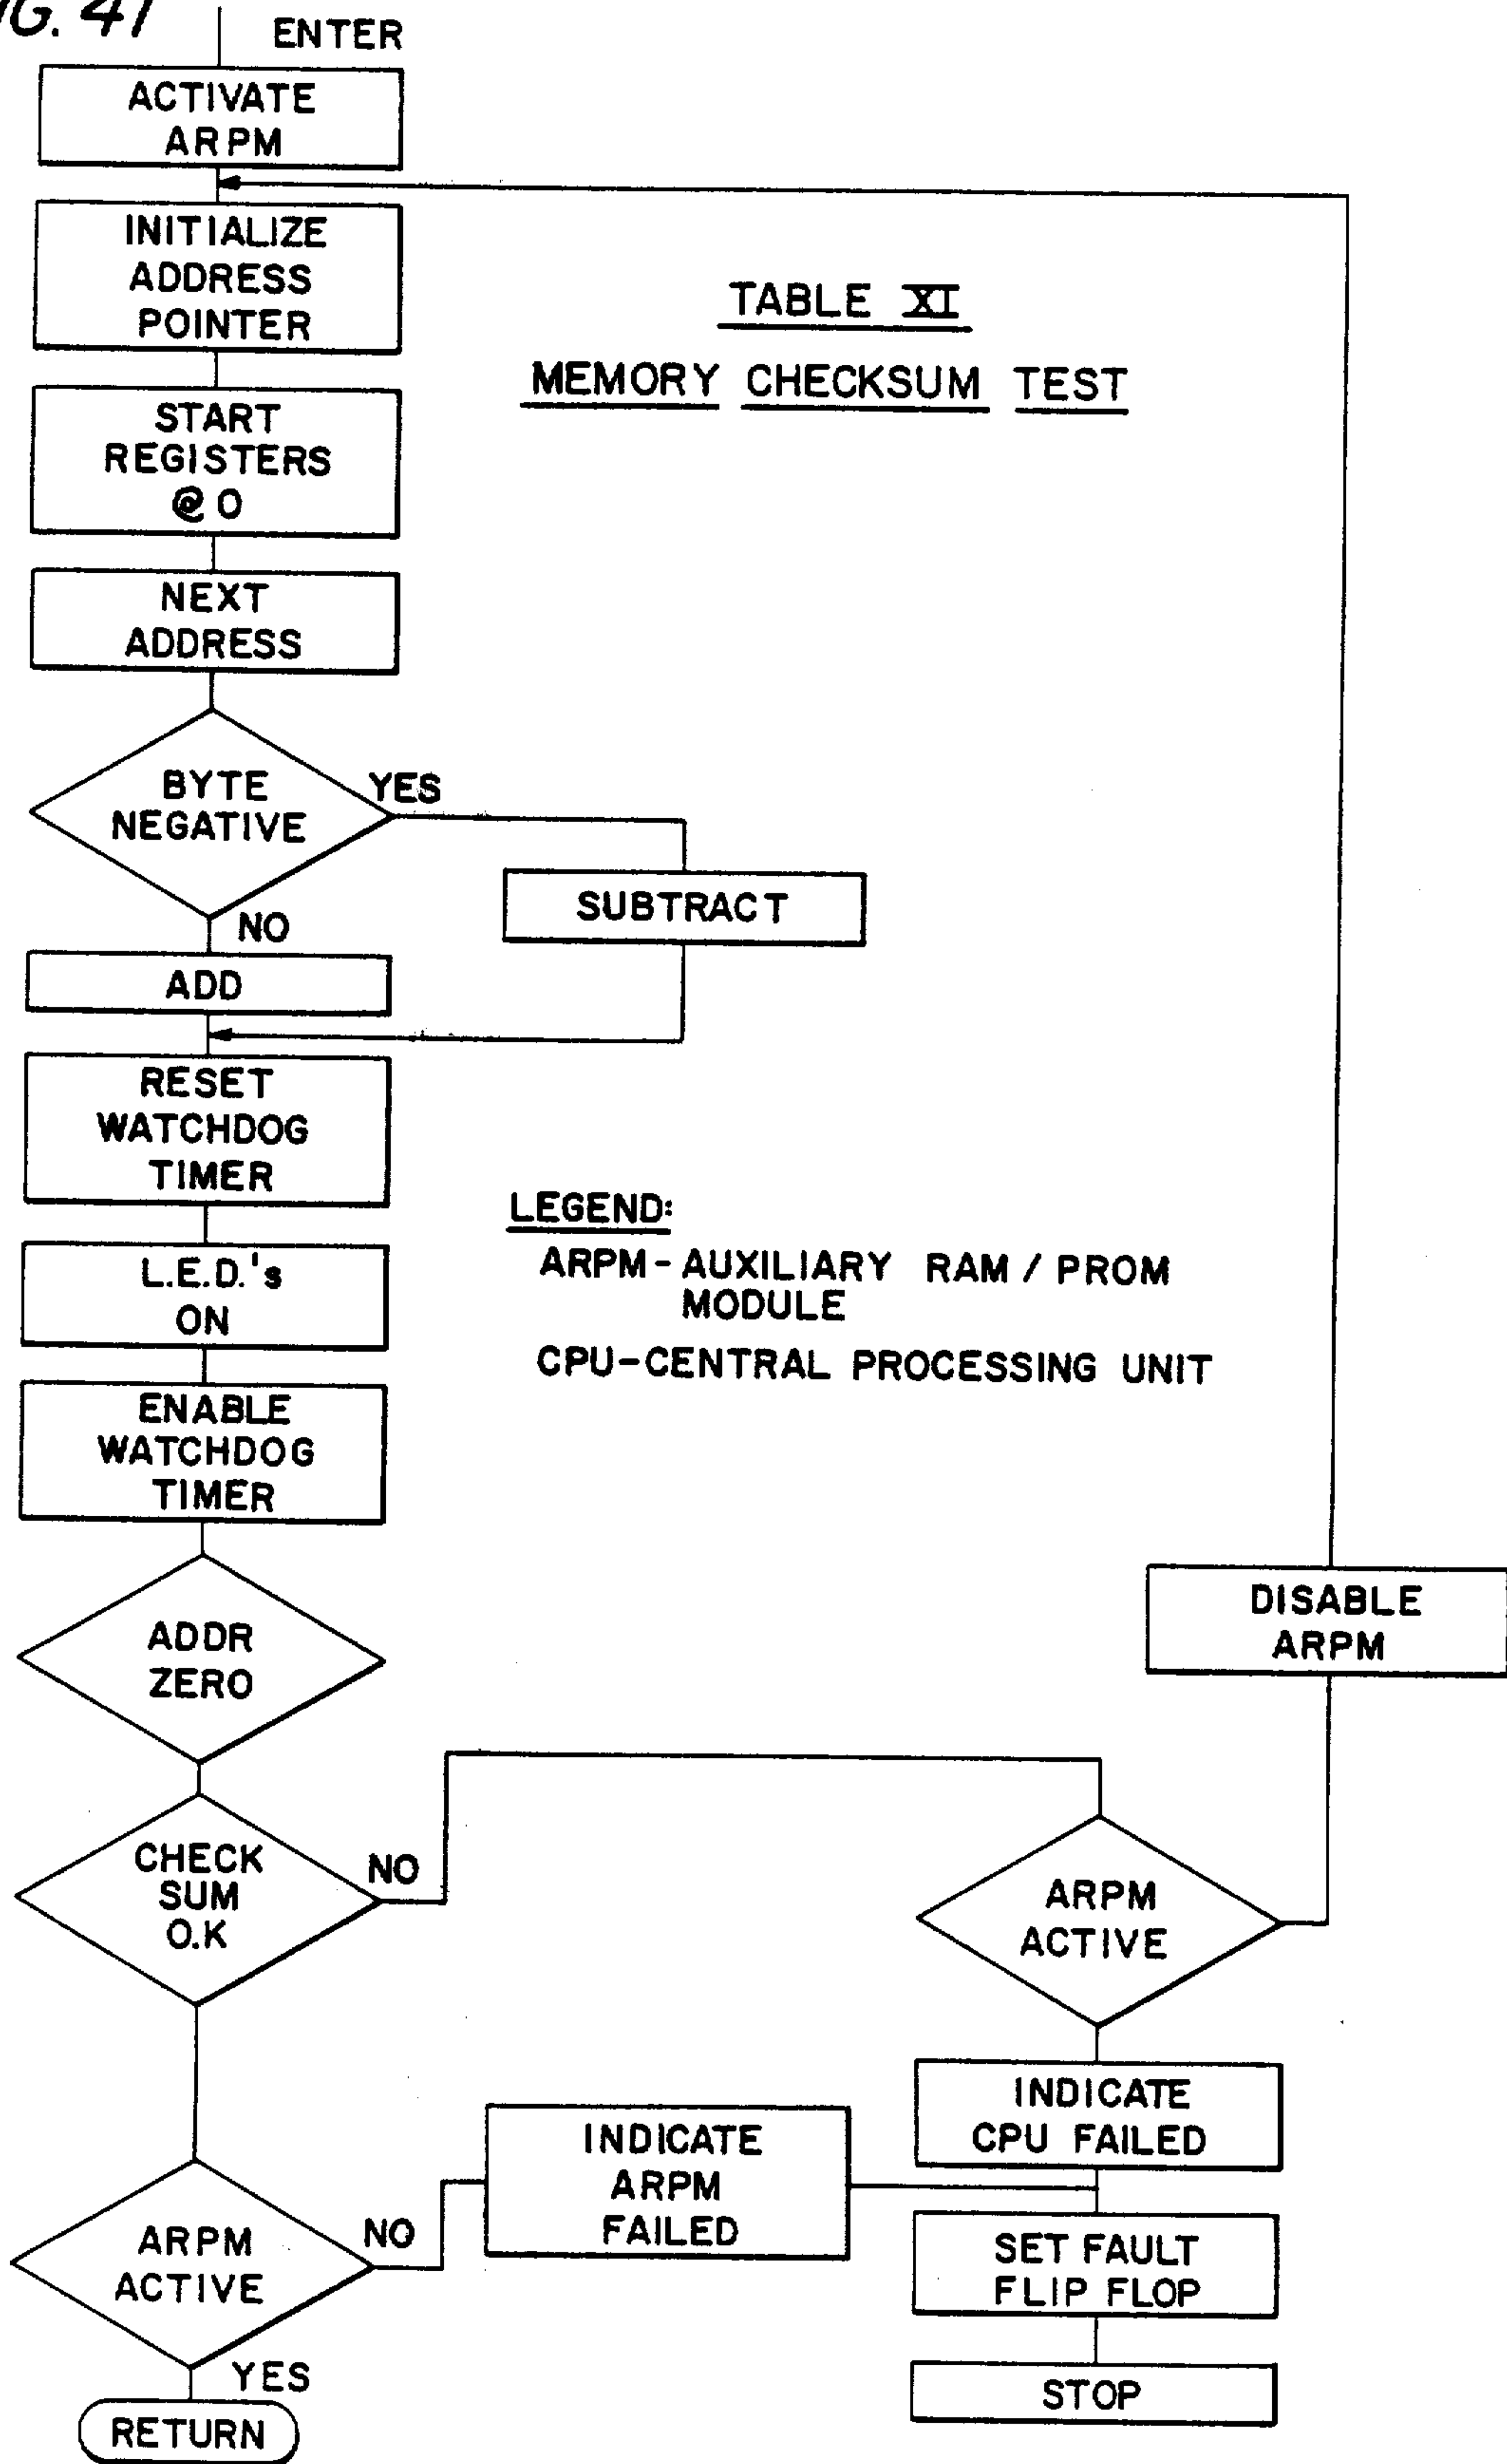 FIG. 41
ENTER
ACTIVATE
ARPM
INITIALIZE
ADDRESS
POINTER
TABLE XI
MEMORY CHECKSUM TEST
START
REGISTERS
@ 0
NEXT
ADDRESS
BYTE
NEGATIVE
YES
SUBTRACT
NO
ADD
RESET
WATCHDOG
TIMER
LEGEND:
ARPM - AUXILIARY RAM / PROM
MODULE
CPU - CENTRAL PROCESSING UNIT
L.E.D.'s
ON
ENABLE
WATCHDOG
TIMER
ADDR
ZERO
DISABLE
ARPM
CHECK
SUM
O.K
NO
ARPM
ACTIVE
INDICATE
CPU FAILED
INDICATE
ARPM
FAILED
ARPM
ACTIVE
NO
SET FAULT
FLIP FLOP
YES
STOP
RETURN